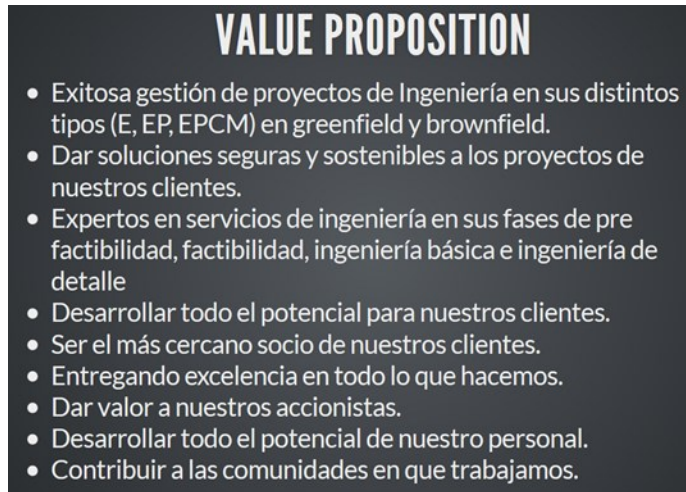 VALUE PROPOSITION
• Exitosa gestión de proyectos de Ingeniería en sus distintos
tipos (E, EP, EPCM) en greenfield y brownfield.
• Dar soluciones seguras y sostenibles a los proyectos de
nuestros clientes.
• Expertos en servicios de ingeniería en sus fases de pre
factibilidad, factibilidad, ingeniería básica e ingeniería de
detalle
• Desarrollar todo el potencial para nuestros clientes.
• Ser el más cercano socio de nuestros clientes.
• Entregando excelencia en todo lo que hacemos.
• Dar valor a nuestros accionistas.
• Desarrollar todo el potencial de nuestro personal.
• Contribuir a las comunidades en que trabajamos.